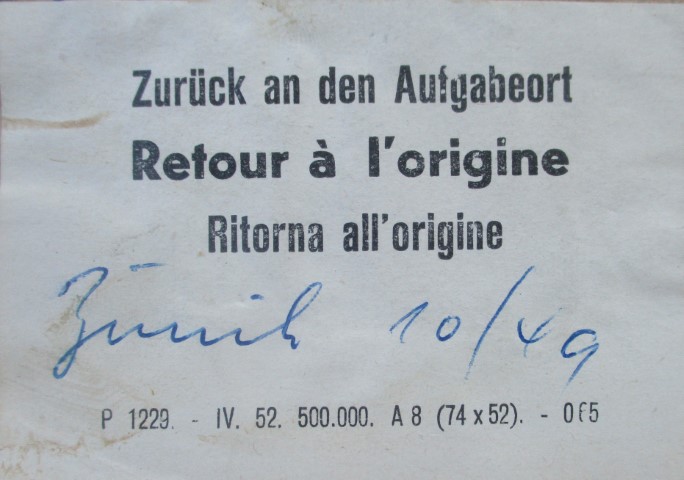 Zurück an den Aufgabeort
Retour à l'origine
Ritorna all'origine
Zürich 10/49
P 1229. - IV. 52. 500.000. A 8 (74 x 52). - 065